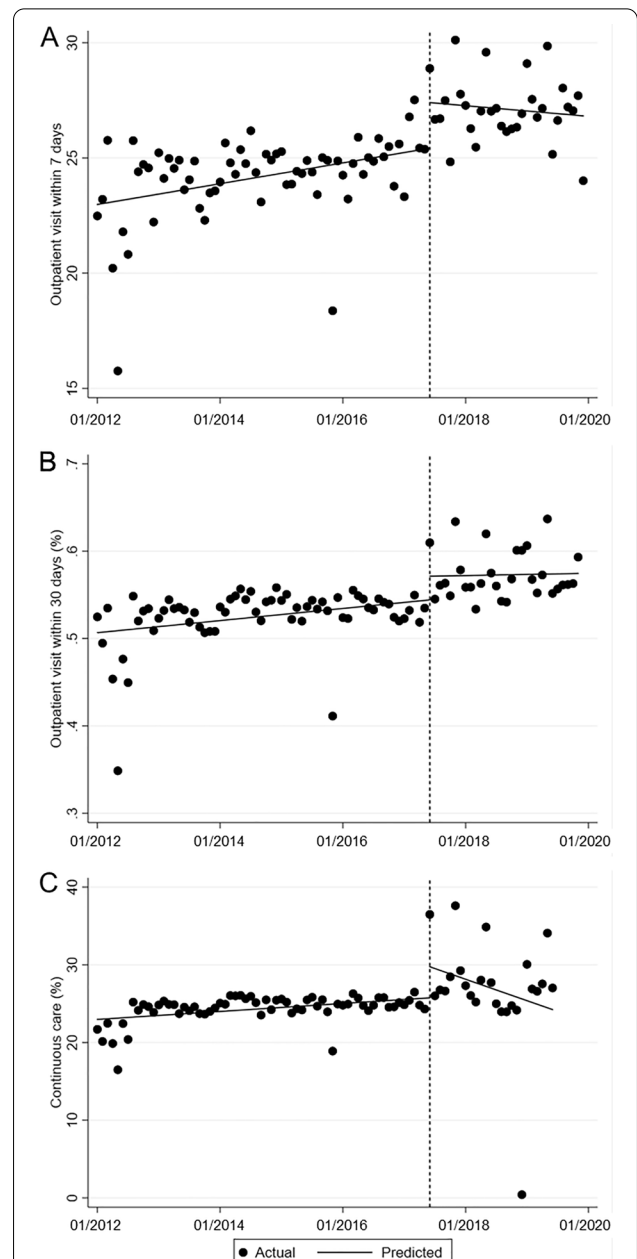 A
Outpatient visit within 7 days
30
25
20
15
01/2012 01/2014 01/2016 01/2018 01/2020
B
Outpatient visit within 30 days (%)
.7
.6
.5
.4
.3
01/2012 01/2014 01/2016 01/2018 01/2020
C
Continuous care (%)
40
30
20
10
0
01/2012 01/2014 01/2016 01/2018 01/2020
Actual Predicted